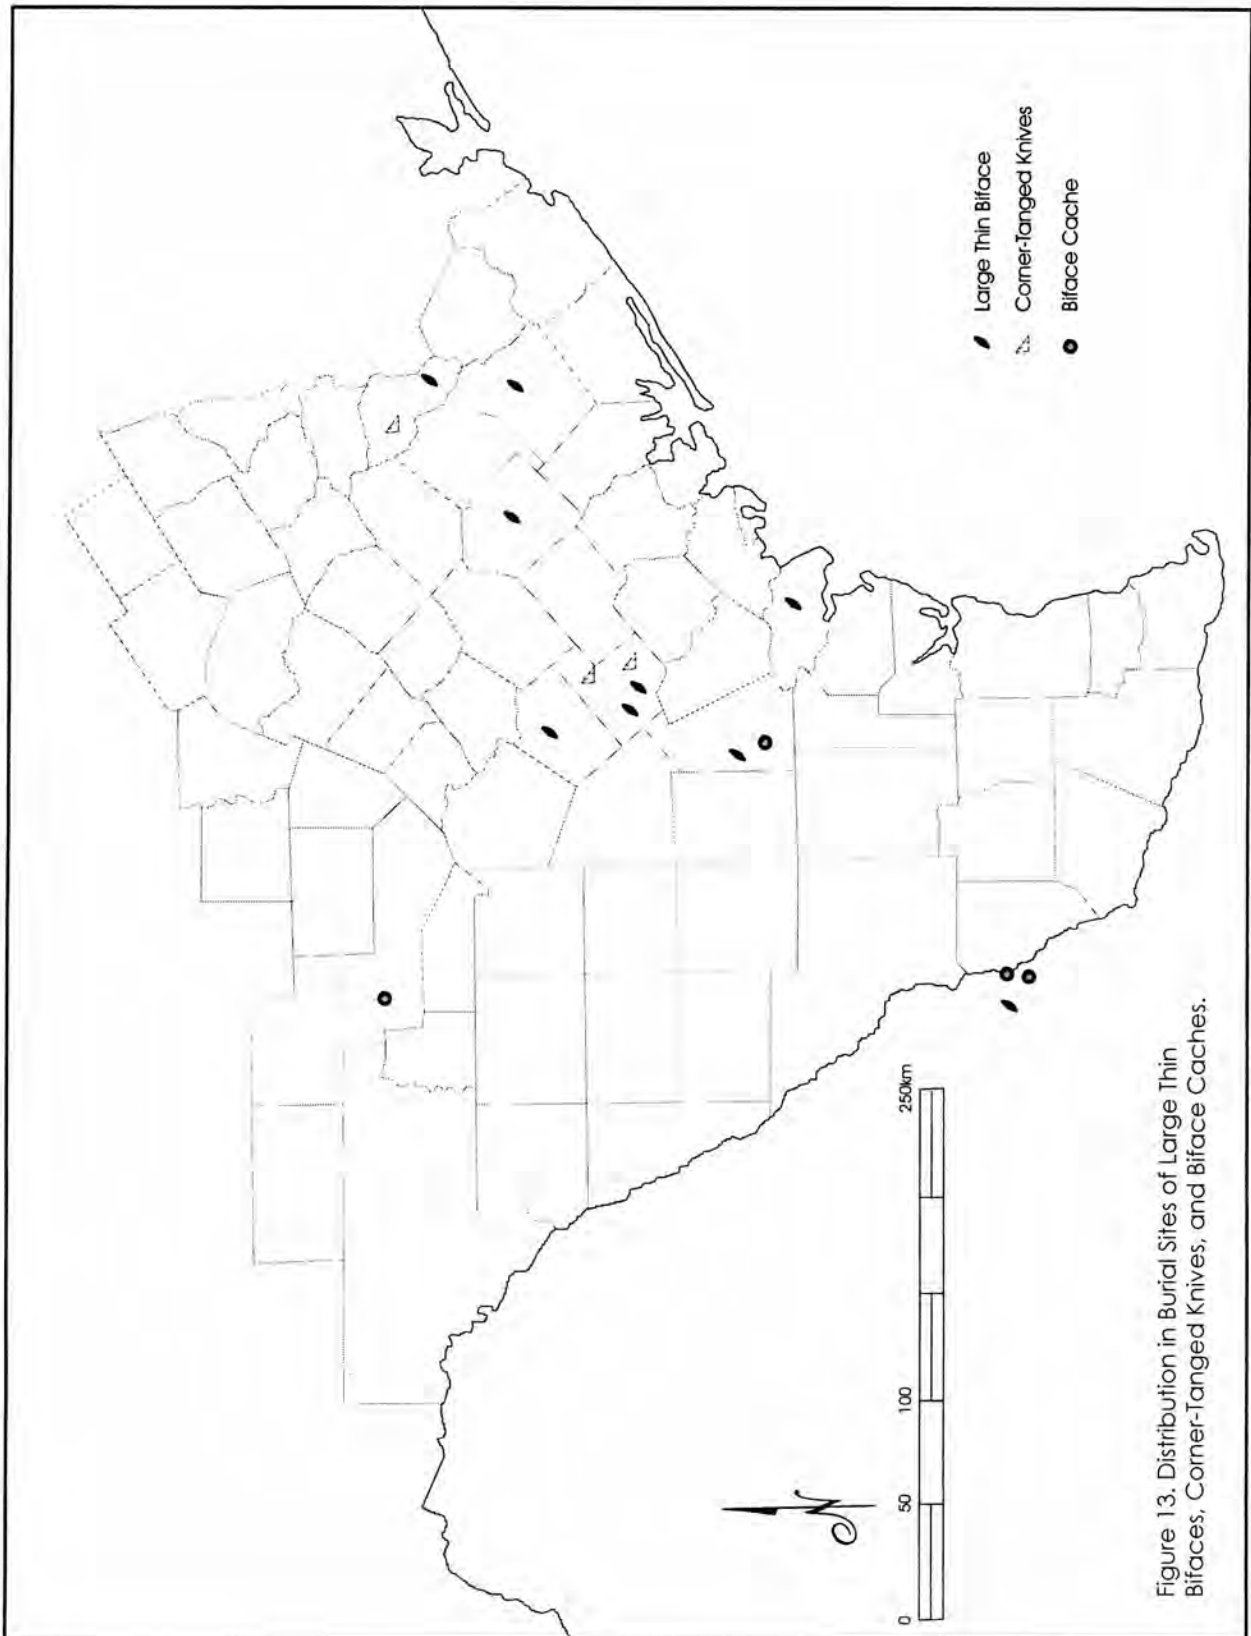 Large Thin Biface
Corner-Tanged Knives
Biface Cache
N
0
50
100
250km
Figure 13. Distribution in Burial Sites of Large Thin
Bifaces, Corner-Tanged Knives, and Biface Caches.